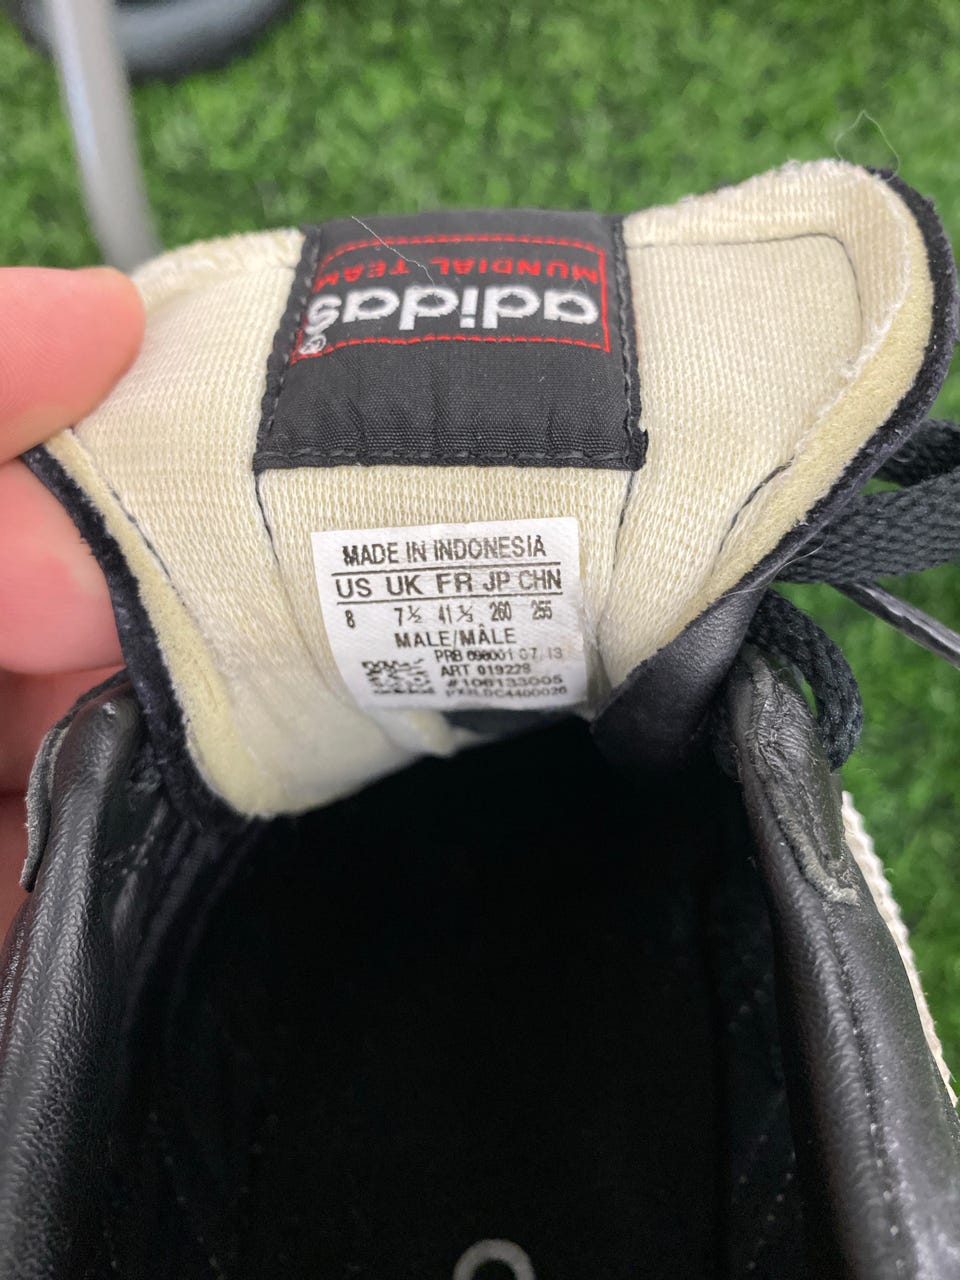 adidas®
MUNDIAL TEAM
MADE IN INDONESIA
US UK FR JP CHN
8 7½ 41⅓ 260 255
MALE/MÂLE
PRB 098001 07/13
ART 019228
#106133005